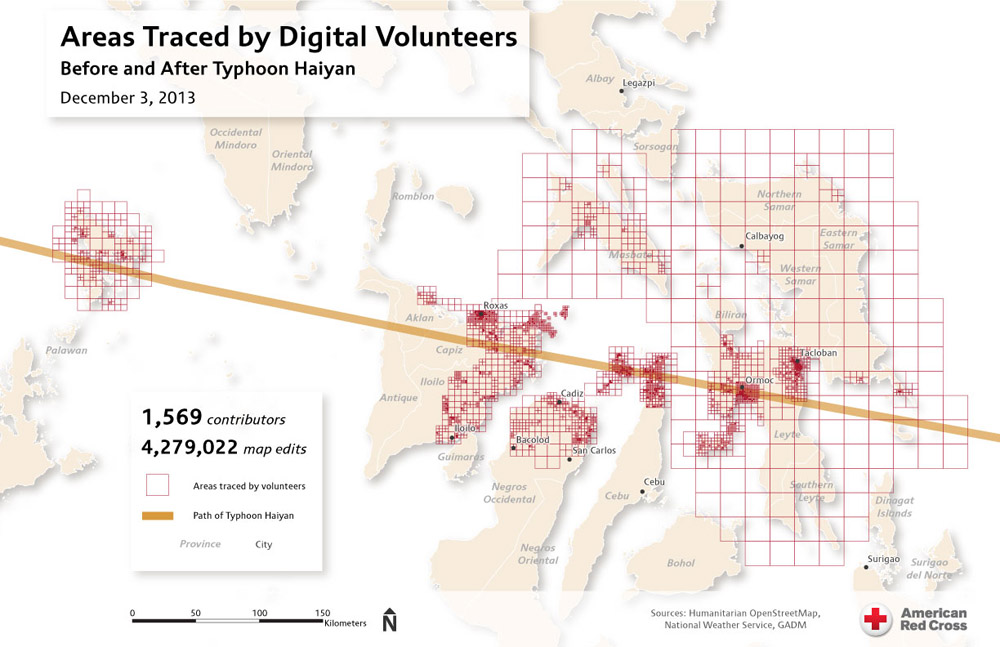 Areas Traced by Digital Volunteers
Before and After Typhoon Haiyan
December 3, 2013
Albay
Legazpi
Sorsogan
Occidental
Mindoro
Oriental
Mindoro
Romblon
Masbate
Northern
Samar
Calbayog
Eastern
Samar
Western
Samar
Biliran
Palawan
Aklan
Roxas
Capiz
Iloilo
Antique
Iloilo
Guimaras
Cadiz
Bacolod
San Carlos
Negros
Occidental
Negros
Oriental
Cebu
Cebu
Bohol
Tacloban
Ormoc
Leyte
Southern
Leyte
Dinagat
Islands
Surigao
Surigao
del Norte
1,569 contributors
4,279,022 map edits
Areas traced by volunteers
Path of Typhoon Haiyan
Province City
0 50 100 150
Kilometers
N
Sources: Humanitarian OpenStreetMap,
National Weather Service, GADM
American
Red Cross